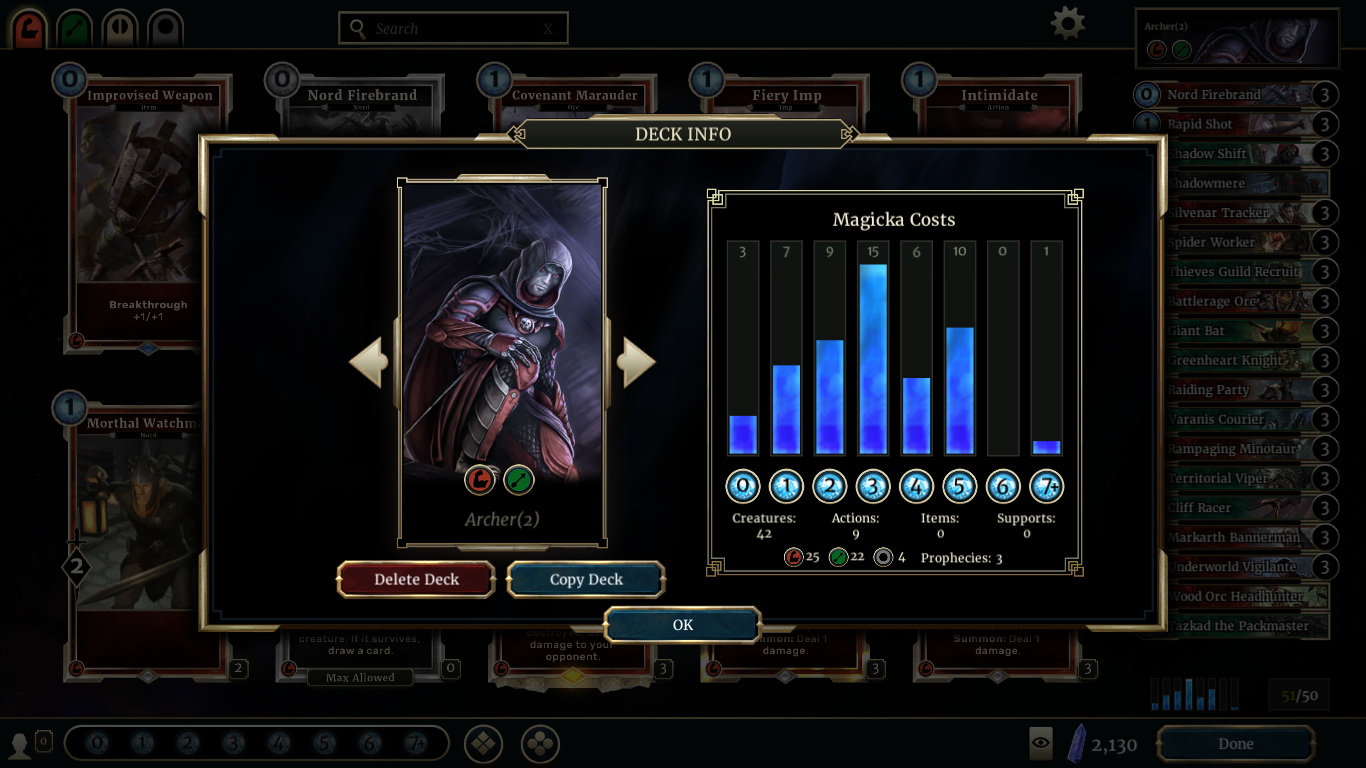 Search X
Archer(2)
0 Improvised Weapon
Item
0 Nord Firebrand
Nord
1 Covenant Marauder
Orc
1 Fiery Imp
Imp
1 Intimidate
Action
Breakthrough
+1/+1
1 Morthal Watchm
Nord
2
2
creature. If it survives,
draw a card.
0
Max Allowed
damage to your
opponent.
3
Summon: Deal 1
damage.
3
Summon: Deal 1
damage.
3
DECK INFO
Archer(2)
Delete Deck
Copy Deck
OK
Magicka Costs
3 7 9 15 6 10 0 1
0 1 2 3 4 5 6 7+
Creatures: Actions: Items: Supports:
42 9 0 0
25 22 4 Prophecies: 3
0 Nord Firebrand 3
1 Rapid Shot 3
Shadow Shift 3
Shadowmere
Silvenar Tracker 3
Spider Worker 3
Thieves Guild Recruit 3
Battlerage Orc 3
Giant Bat 3
Greenheart Knight 3
Raiding Party 3
Varanis Courier 3
Rampaging Minotaur 3
Territorial Viper 3
Cliff Racer 3
Markarth Bannerman 3
Underworld Vigilante 3
Wood Orc Headhunter
Tazkad the Packmaster
51/50
0
0 1 2 3 4 5 6 7+
2,130
Done